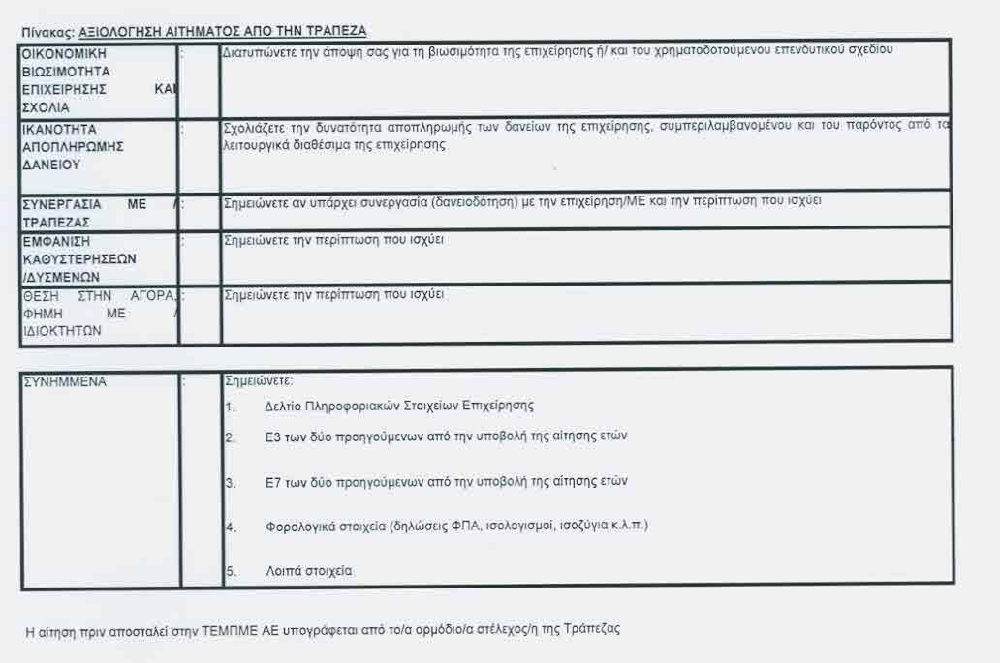 Πίνακας: ΑΞΙΟΛΟΓΗΣΗ ΑΙΤΗΜΑΤΟΣ ΑΠΟ ΤΗΝ ΤΡΑΠΕΖΑ
ΟΙΚΟΝΟΜΙΚΗ : Διατυπώνετε την άποψη σας για τη βιωσιμότητα της επιχείρησης ή/ και του χρηματοδοτούμενου επενδυτικού σχεδίου
ΒΙΩΣΙΜΟΤΗΤΑ
ΕΠΙΧΕΙΡΗΣΗΣ ΚΑΙ
ΣΧΟΛΙΑ
ΙΚΑΝΟΤΗΤΑ : Σχολιάζετε την δυνατότητα αποπληρωμής των δανείων της επιχείρησης, συμπεριλαμβανομένου και του παρόντος από τα
ΑΠΟΠΛΗΡΩΜΗΣ λειτουργικά διαθέσιμα της επιχείρησης
ΔΑΝΕΙΟΥ
ΣΥΝΕΡΓΑΣΙΑ ΜΕ / : Σημειώνετε αν υπάρχει συνεργασία (δανειοδότηση) με την επιχείρηση/ΜΕ και την περίπτωση που ισχύει
ΤΡΑΠΕΖΑΣ
ΕΜΦΑΝΙΣΗ : Σημειώνετε την περίπτωση που ισχύει
ΚΑΘΥΣΤΕΡΗΣΕΩΝ
/ΔΥΣΜΕΝΩΝ
ΘΕΣΗ ΣΤΗΝ ΑΓΟΡΑ, : Σημειώνετε την περίπτωση που ισχύει
ΦΗΜΗ ΜΕ /
ΙΔΙΟΚΤΗΤΩΝ
ΣΥΝΗΜΜΕΝΑ : Σημειώνετε:
1. Δελτίο Πληροφοριακών Στοιχείων Επιχείρησης
2. Ε3 των δύο προηγούμενων από την υποβολή της αίτησης ετών
3. Ε7 των δύο προηγούμενων από την υποβολή της αίτησης ετών
4. Φορολογικά στοιχεία (δηλώσεις ΦΠΑ, ισολογισμοί, ισοζύγια κ.λ.π.)
5. Λοιπά στοιχεία
Η αίτηση πριν αποσταλεί στην ΤΕΜΠΜΕ ΑΕ υπογράφεται από το/α αρμόδιο/α στέλεχος/η της Τράπεζας